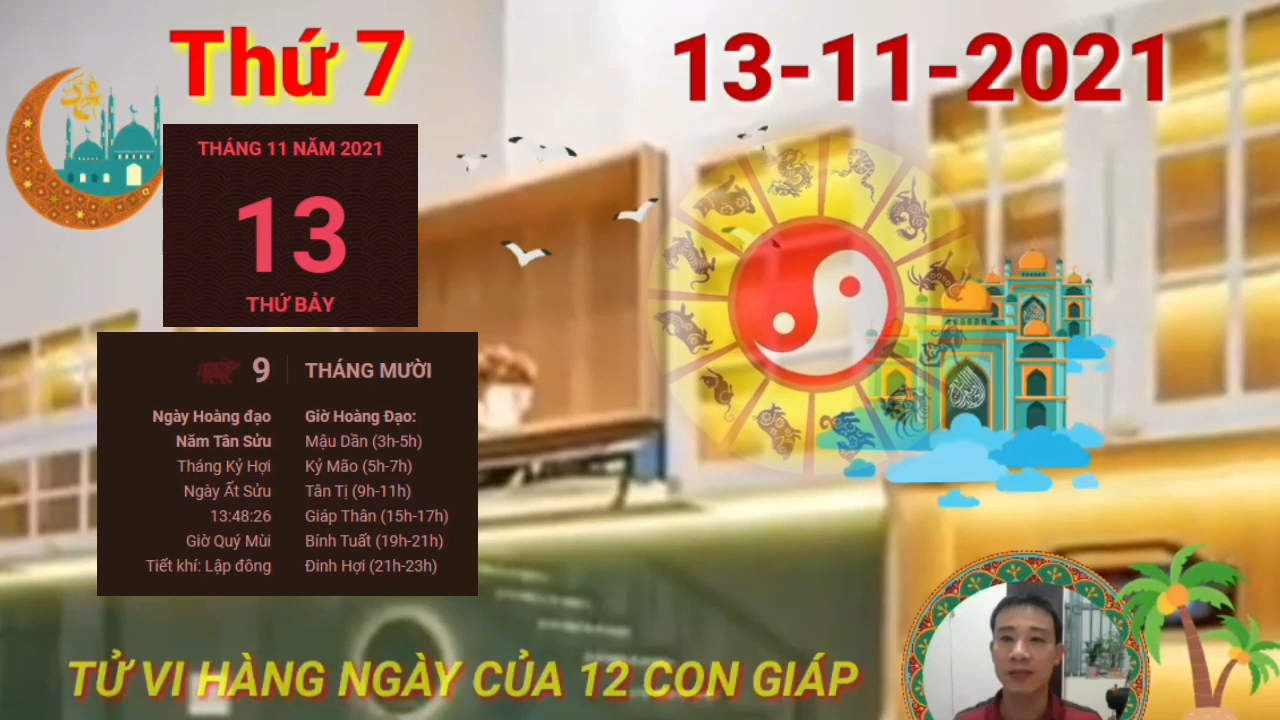 Thứ 7
13-11-2021
THÁNG 11 NĂM 2021
13
THỨ BẢY
9
THÁNG MƯỜI
Ngày Hoàng đạo
Năm Tân Sửu
Tháng Kỷ Hợi
Ngày Ất Sửu
13:48:26
Giờ Quý Mùi
Tiết khí: Lập đông
Giờ Hoàng Đạo:
Mậu Dần (3h-5h)
Kỷ Mão (5h-7h)
Tân Tị (9h-11h)
Giáp Thân (15h-17h)
Bính Tuất (19h-21h)
Đinh Hợi (21h-23h)
TỬ VI HÀNG NGÀY CỦA 12 CON GIÁP